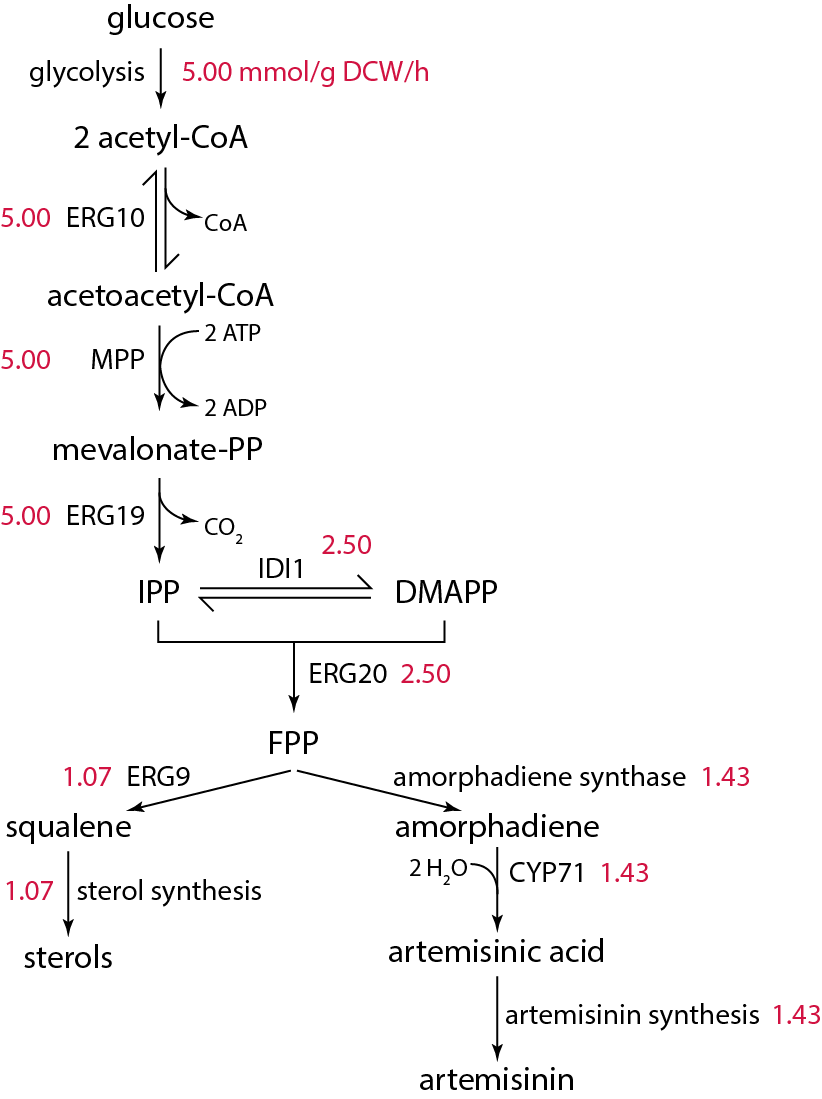 glucose
glycolysis 5.00 mmol/g DCW/h
2 acetyl-CoA
5.00 ERG10 CoA
acetoacetyl-CoA
2 ATP
5.00 MPP
2 ADP
mevalonate-PP
5.00 ERG19 CO₂
2.50
IDI1
IPP DMAPP
ERG20 2.50
FPP
1.07 ERG9 amorphadiene synthase 1.43
squalene amorphadiene
2 H₂O CYP71 1.43
1.07 sterol synthesis
sterols artemisinic acid
artemisinin synthesis 1.43
artemisinin